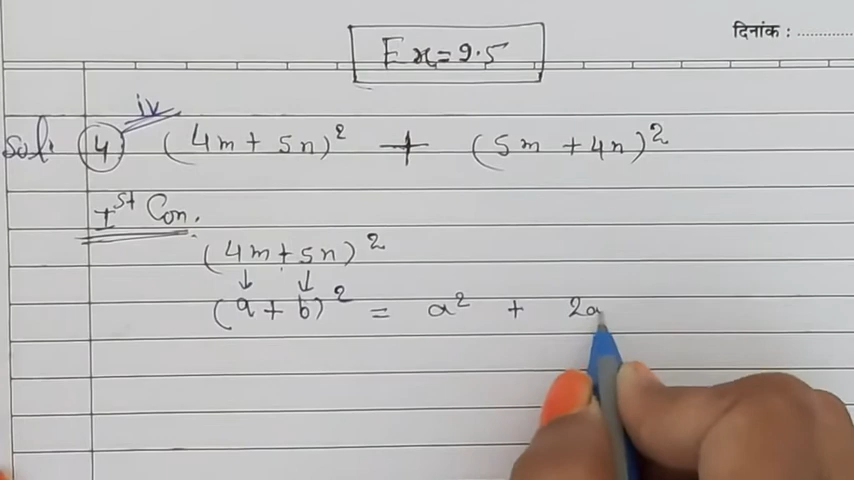 दिनांक : ............
Ex = 9.5
Sol. 4 iv (4m + 5n)² + (5m + 4n)²
Iˢᵗ Con.
(4m + 5n)²
↓ ↓
(a + b)² = a² + 2a